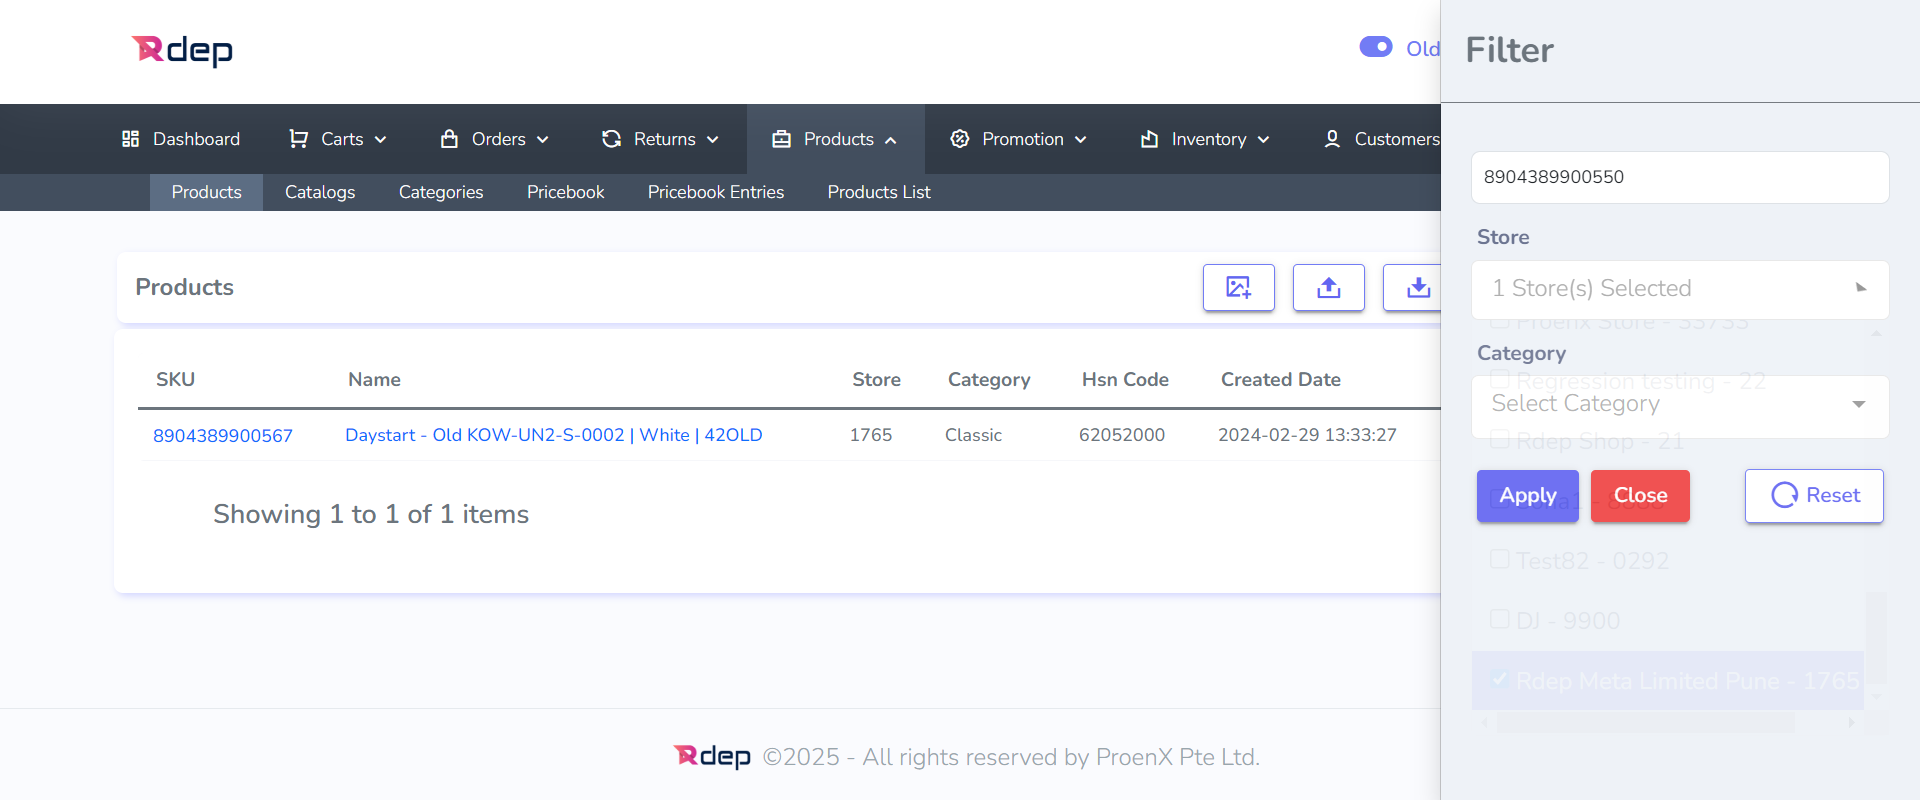 Rdep
Old
Filter
Dashboard Carts Orders Returns Products Promotion Inventory Customers
Products Catalogs Categories Pricebook Pricebook Entries Products List
8904389900550
Store
1 Store(s) Selected
Proenx Store - 33733
Category
Regression testing - 22
Select Category
Rdep Shop - 21
Apply Close Reset
Test82 - 0292
DJ - 9900
Rdep Meta Limited Pune - 1765
Products
SKU Name Store Category Hsn Code Created Date
8904389900567 Daystart - Old KOW-UN2-S-0002 | White | 42OLD 1765 Classic 62052000 2024-02-29 13:33:27
Showing 1 to 1 of 1 items
Rdep ©2025 - All rights reserved by ProenX Pte Ltd.